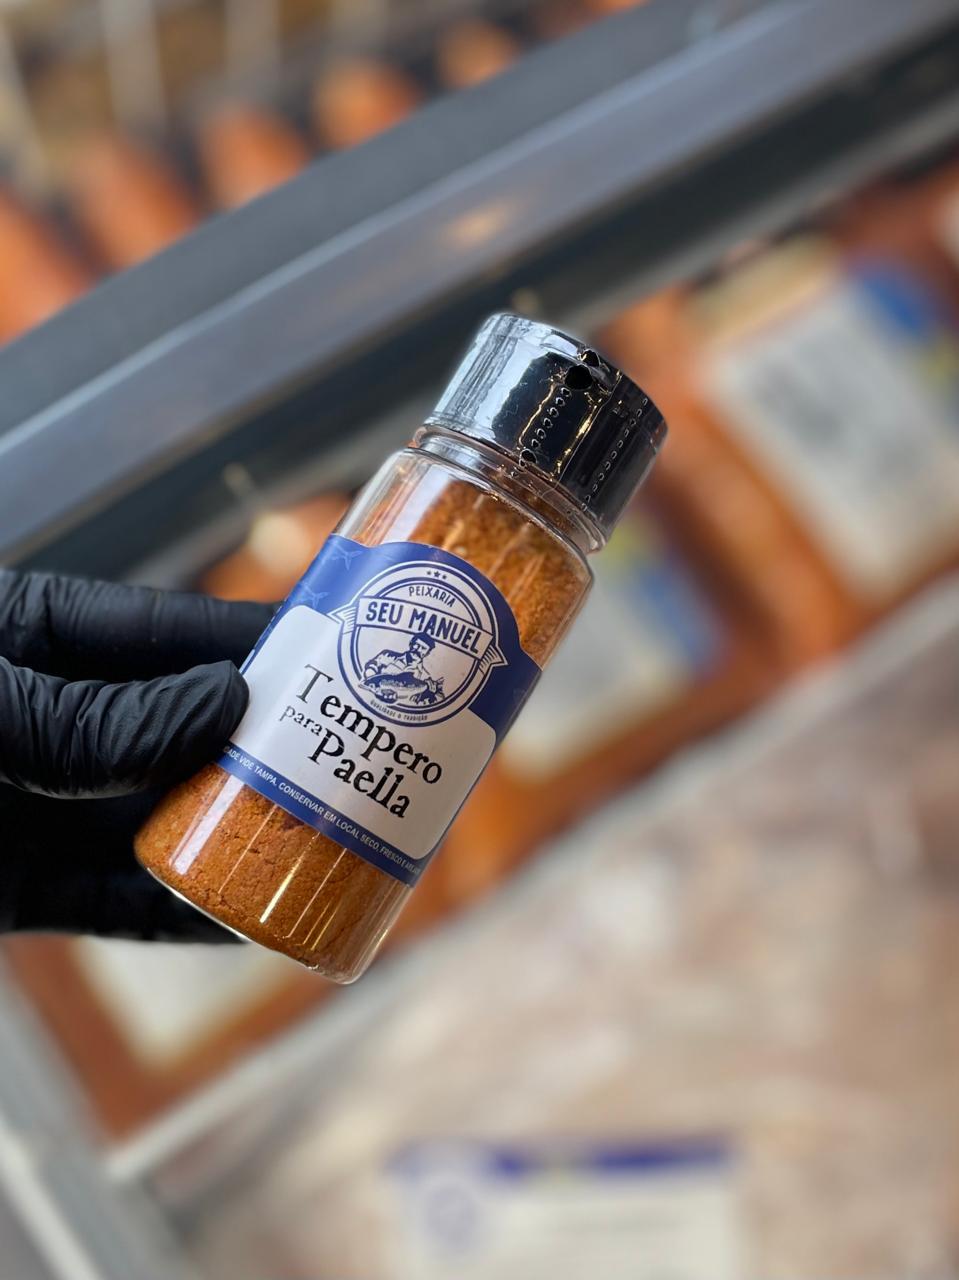 PEIXARIA
SEU MANUEL
QUALIDADE E TRADIÇÃO
Tempero
para
Paella
VIDE TAMPA. CONSERVAR EM LOCAL SECO, FRESCO E